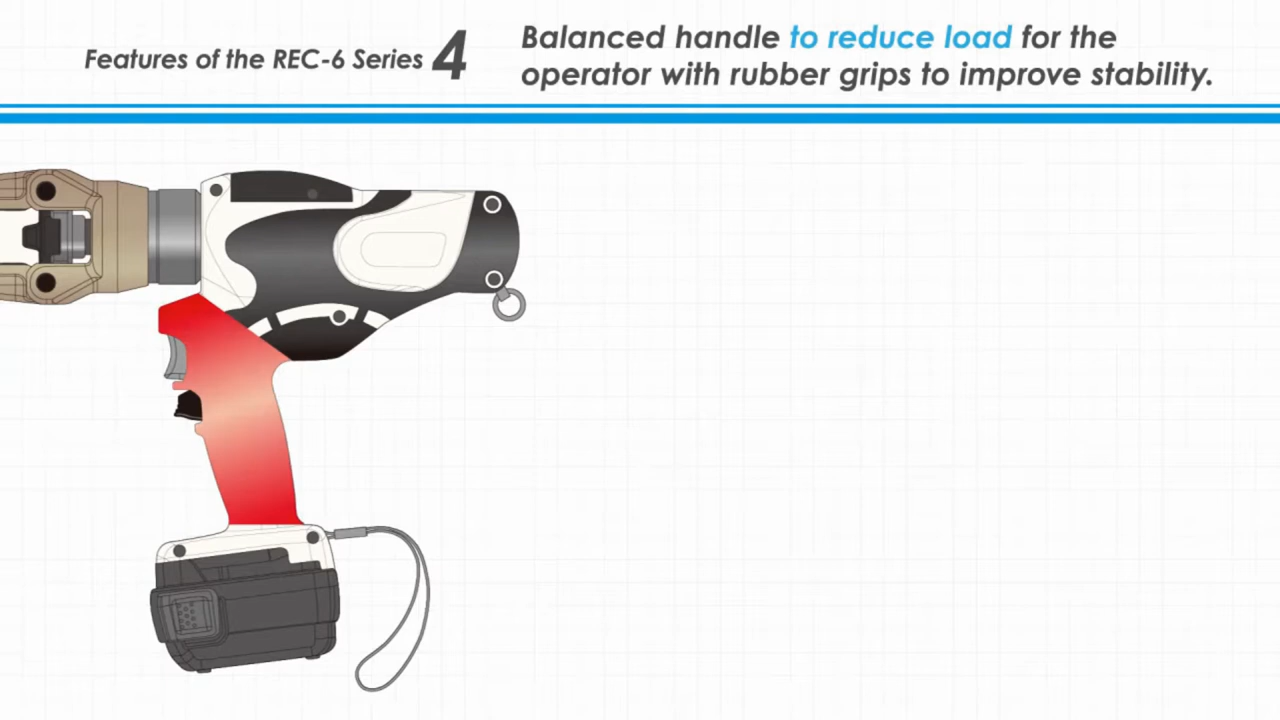 Features of the REC-6 Series 4
Balanced handle to reduce load for the
operator with rubber grips to improve stability.